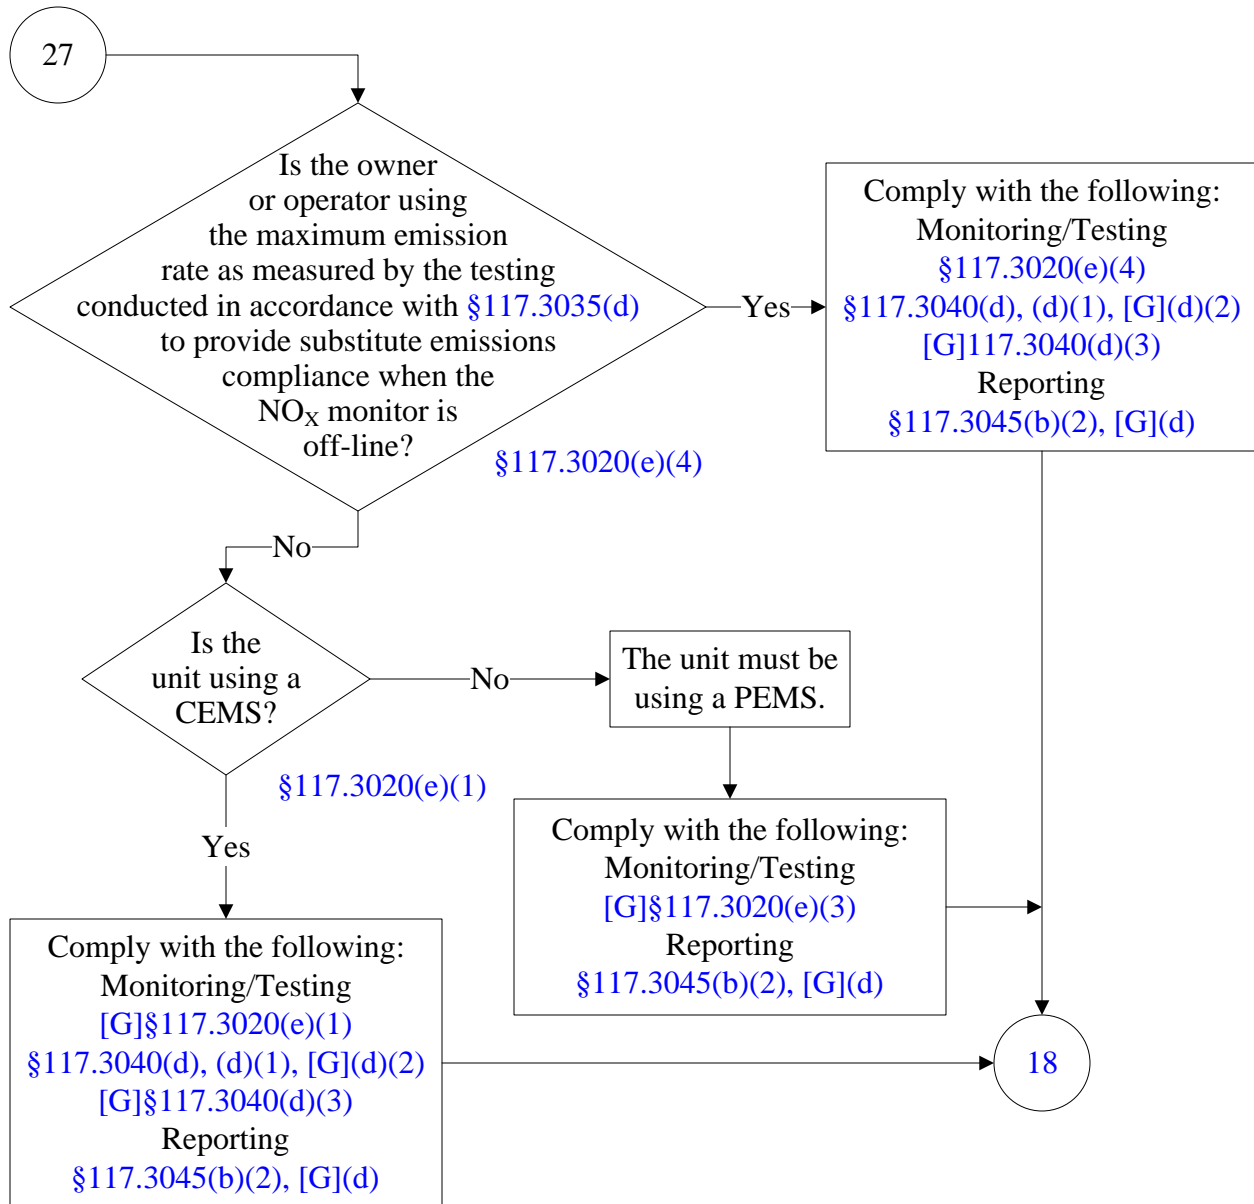 27
Is the owner
or operator using
the maximum emission
rate as measured by the testing
conducted in accordance with §117.3035(d)
to provide substitute emissions
compliance when the
NOX monitor is
off-line?
§117.3020(e)(4)
Yes
Comply with the following:
Monitoring/Testing
§117.3020(e)(4)
§117.3040(d), (d)(1), [G](d)(2)
[G]117.3040(d)(3)
Reporting
§117.3045(b)(2), [G](d)
No
Is the
unit using a
CEMS?
§117.3020(e)(1)
No
The unit must be
using a PEMS.
Comply with the following:
Monitoring/Testing
[G]§117.3020(e)(3)
Reporting
§117.3045(b)(2), [G](d)
Yes
Comply with the following:
Monitoring/Testing
[G]§117.3020(e)(1)
§117.3040(d), (d)(1), [G](d)(2)
[G]§117.3040(d)(3)
Reporting
§117.3045(b)(2), [G](d)
18